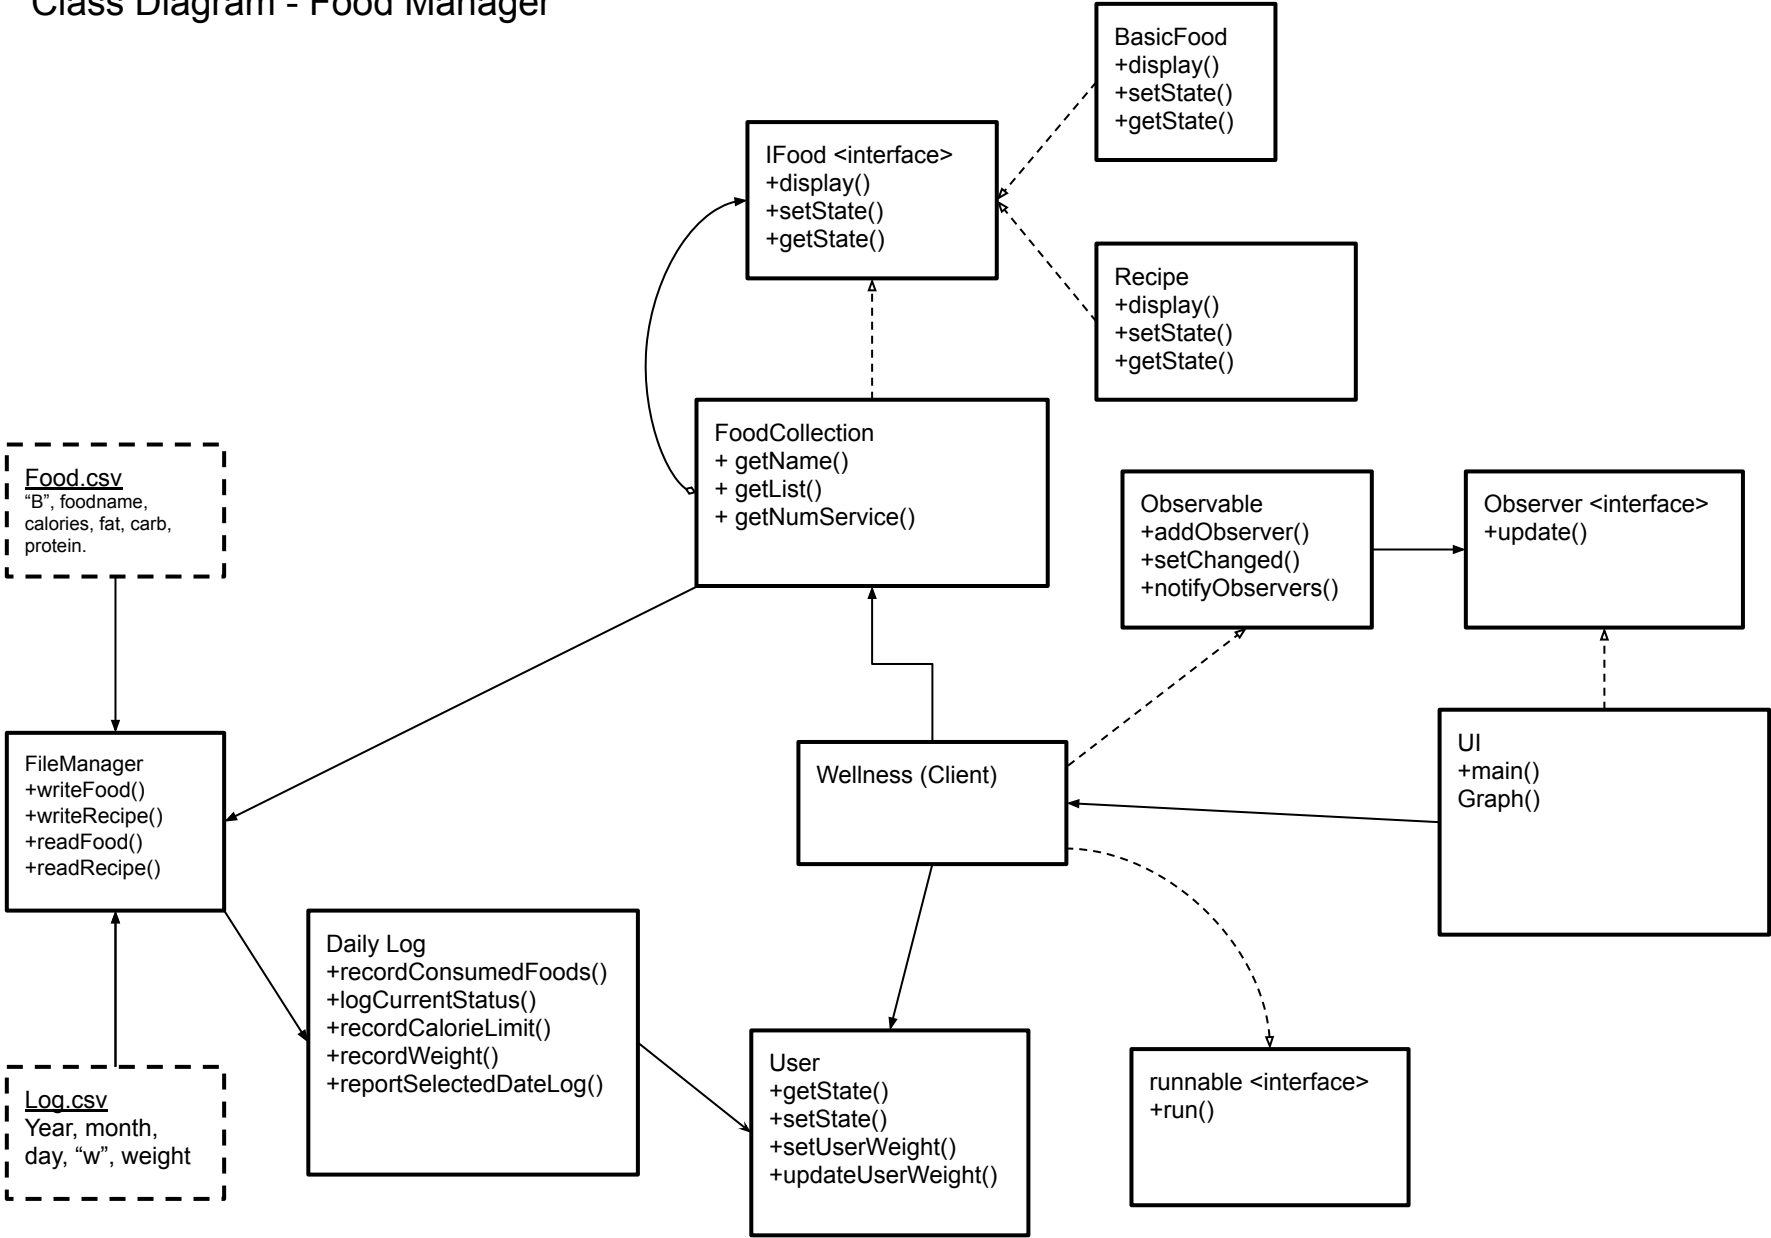 Class Diagram - Food Manager
BasicFood
+display()
+setState()
+getState()
IFood <interface>
+display()
+setState()
+getState()
Recipe
+display()
+setState()
+getState()
FoodCollection
+ getName()
+ getList()
+ getNumService()
Food.csv
“B”, foodname,
calories, fat, carb,
protein.
Observable
+addObserver()
+setChanged()
+notifyObservers()
Observer <interface>
+update()
FileManager
+writeFood()
+writeRecipe()
+readFood()
+readRecipe()
Wellness (Client)
UI
+main()
Graph()
Daily Log
+recordConsumedFoods()
+logCurrentStatus()
+recordCalorieLimit()
+recordWeight()
+reportSelectedDateLog()
Log.csv
Year, month,
day, “w”, weight
User
+getState()
+setState()
+setUserWeight()
+updateUserWeight()
runnable <interface>
+run()